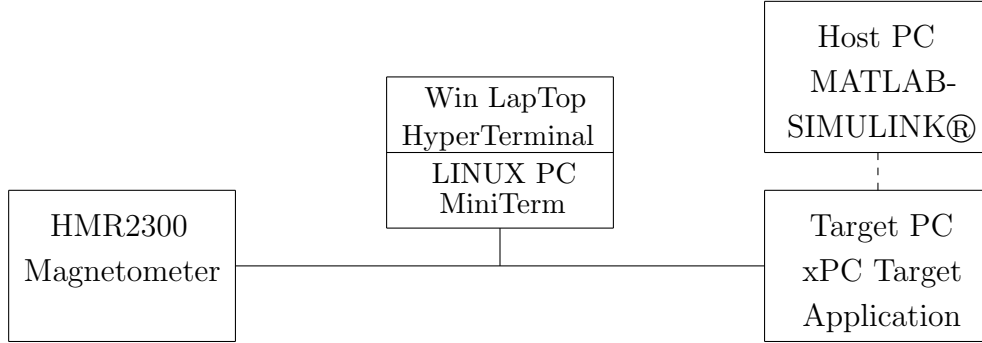 Host PC
MATLAB-
SIMULINK®
Win LapTop
HyperTerminal
LINUX PC
MiniTerm
HMR2300
Magnetometer
Target PC
xPC Target
Application